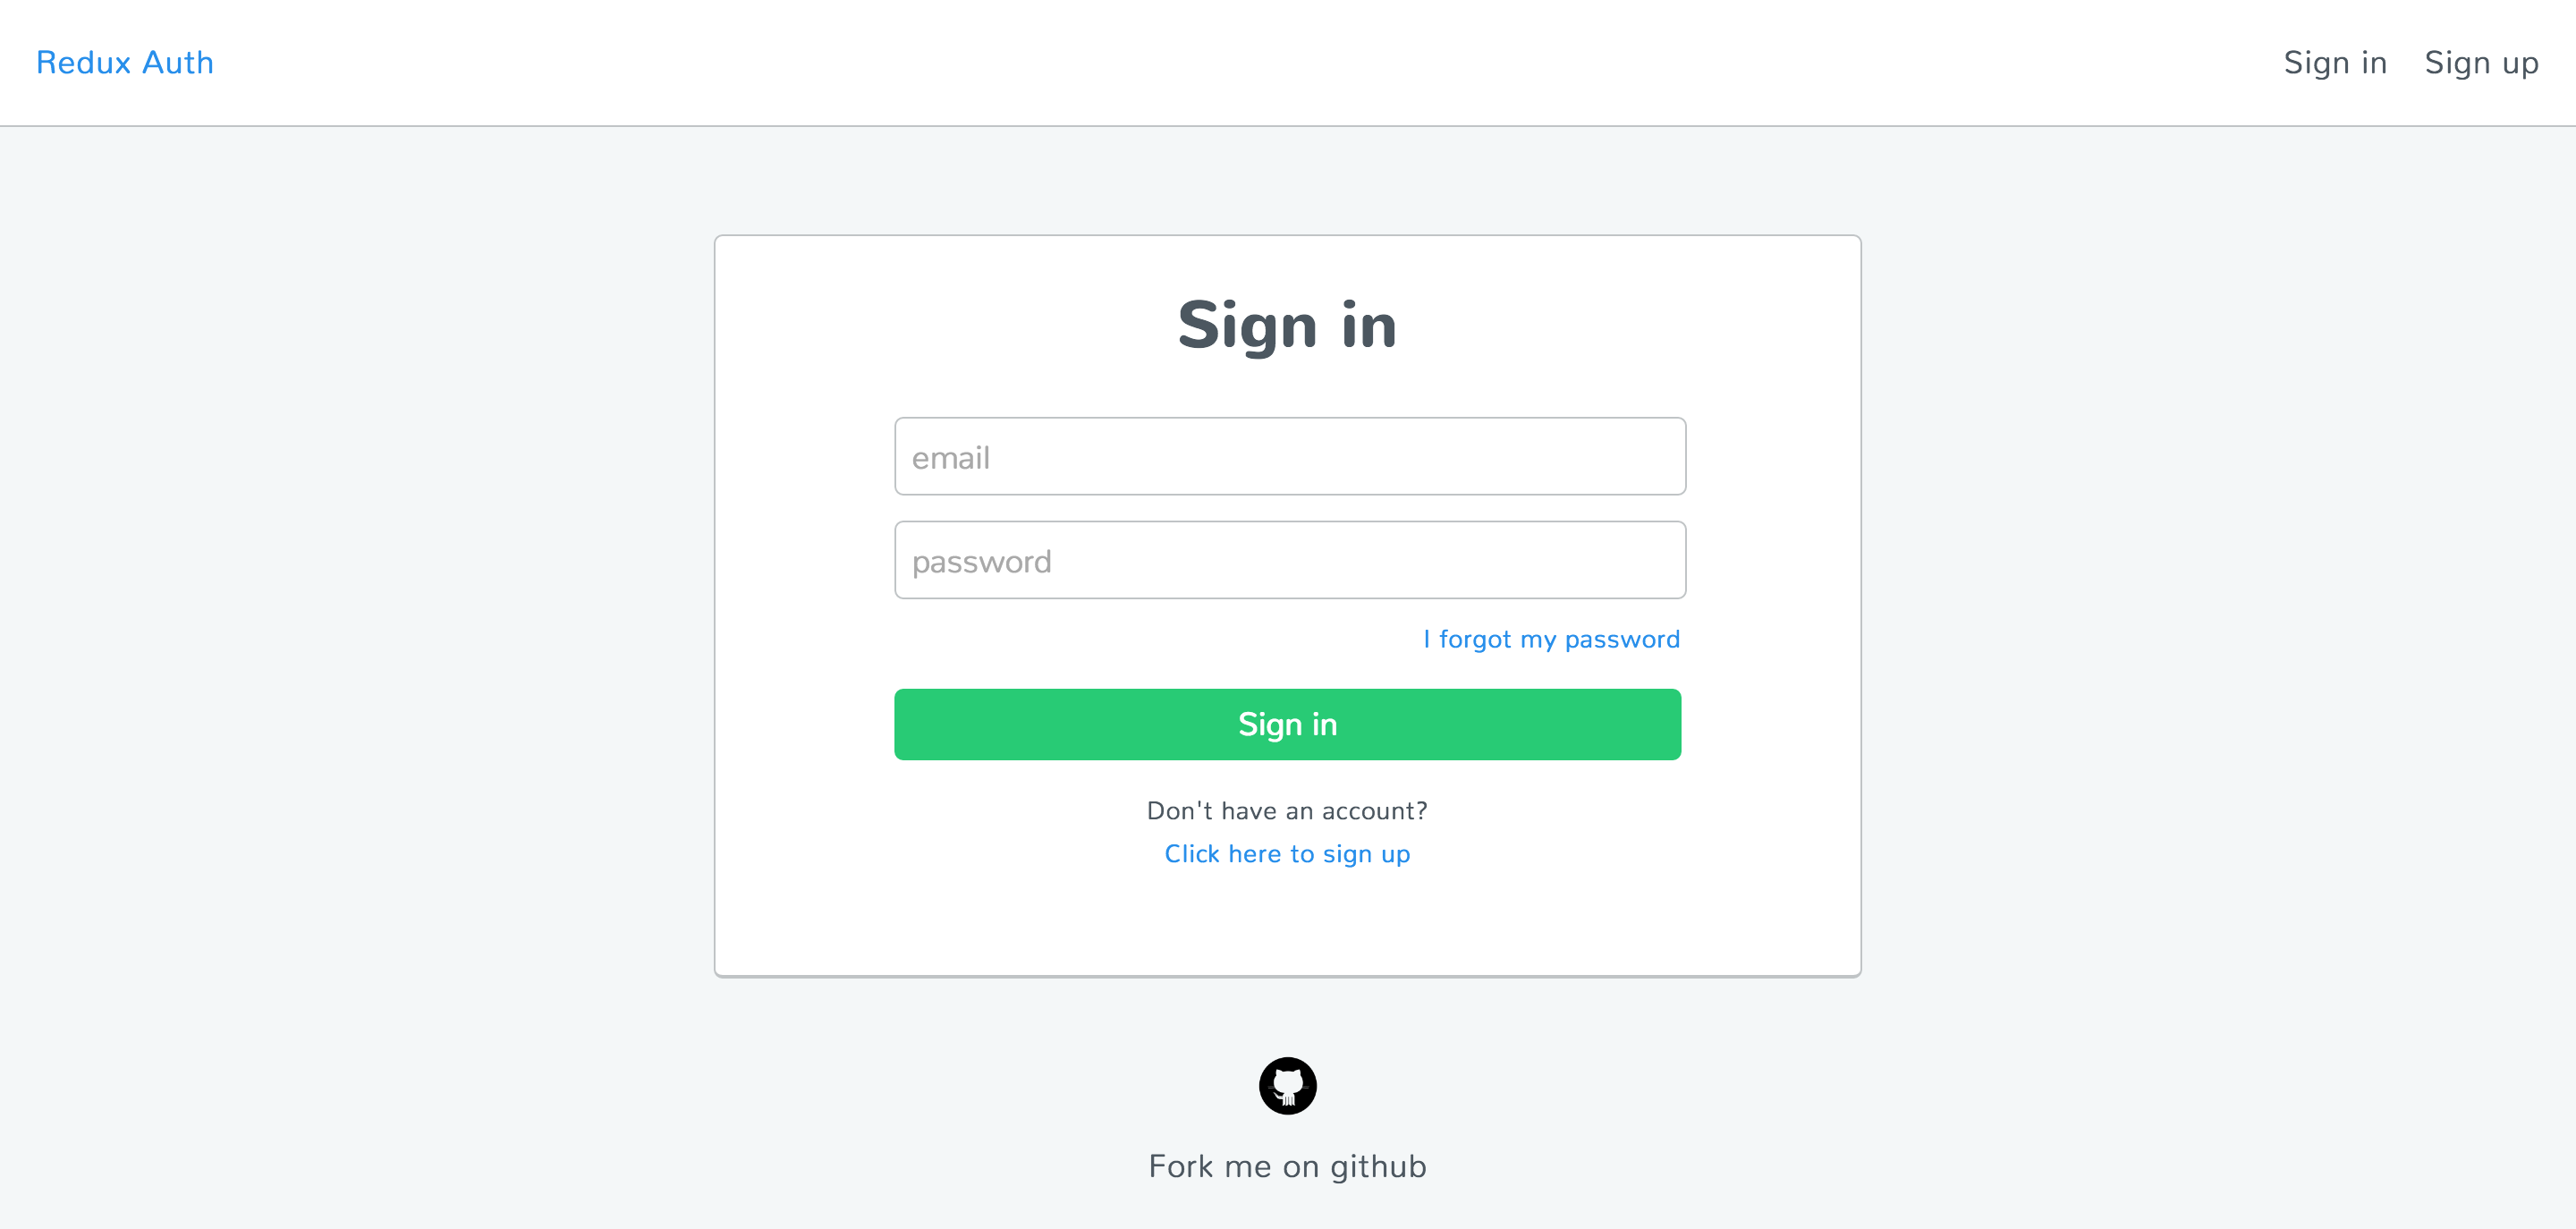 Redux Auth
Sign in
Sign up
Sign in
email
password
I forgot my password
Sign in
Don't have an account?
Click here to sign up
Fork me on github